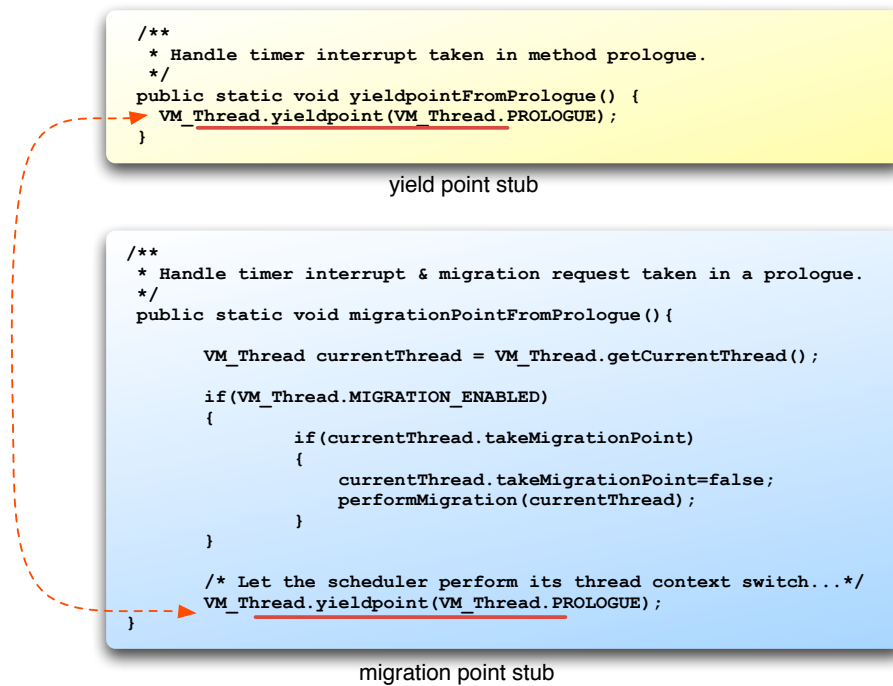 /**
* Handle timer interrupt taken in method prologue.
*/
public static void yieldpointFromPrologue() {
VM_Thread.yieldpoint(VM_Thread.PROLOGUE);
}
yield point stub
/**
* Handle timer interrupt & migration request taken in a prologue.
*/
public static void migrationPointFromPrologue(){
VM_Thread currentThread = VM_Thread.getCurrentThread();
if(VM_Thread.MIGRATION_ENABLED)
{
if(currentThread.takeMigrationPoint)
{
currentThread.takeMigrationPoint=false;
performMigration(currentThread);
}
}
/* Let the scheduler perform its thread context switch...*/
VM_Thread.yieldpoint(VM_Thread.PROLOGUE);
}
migration point stub